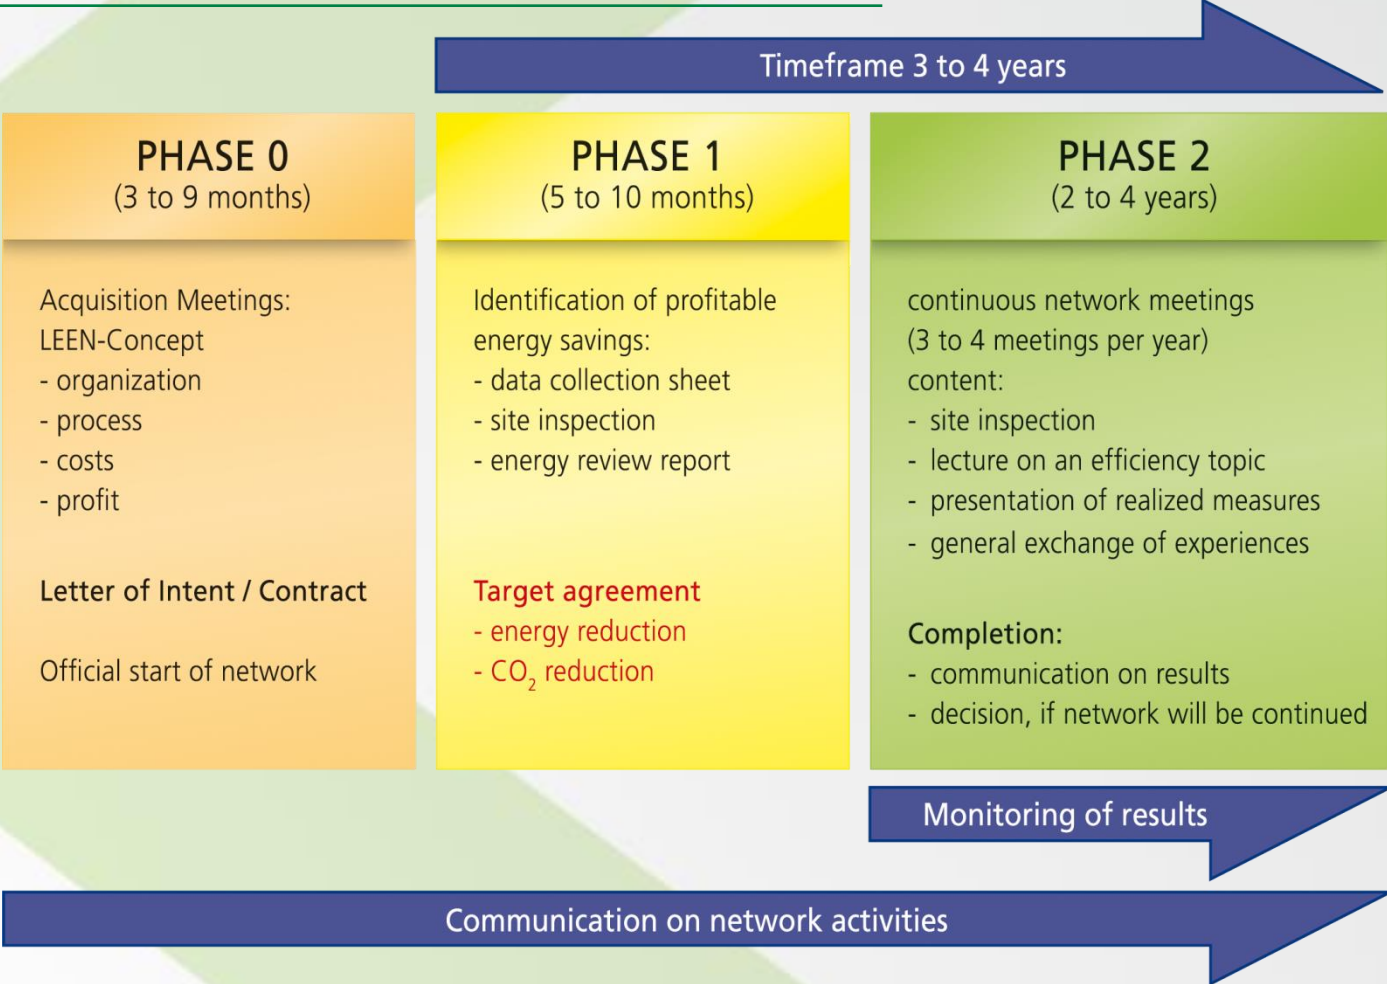 Timeframe 3 to 4 years
PHASE 0
(3 to 9 months)
Acquisition Meetings:
LEEN-Concept
- organization
- process
- costs
- profit
Letter of Intent / Contract
Official start of network
PHASE 1
(5 to 10 months)
Identification of profitable
energy savings:
- data collection sheet
- site inspection
- energy review report
Target agreement
- energy reduction
- CO₂ reduction
PHASE 2
(2 to 4 years)
continuous network meetings
(3 to 4 meetings per year)
content:
- site inspection
- lecture on an efficiency topic
- presentation of realized measures
- general exchange of experiences
Completion:
- communication on results
- decision, if network will be continued
Monitoring of results
Communication on network activities